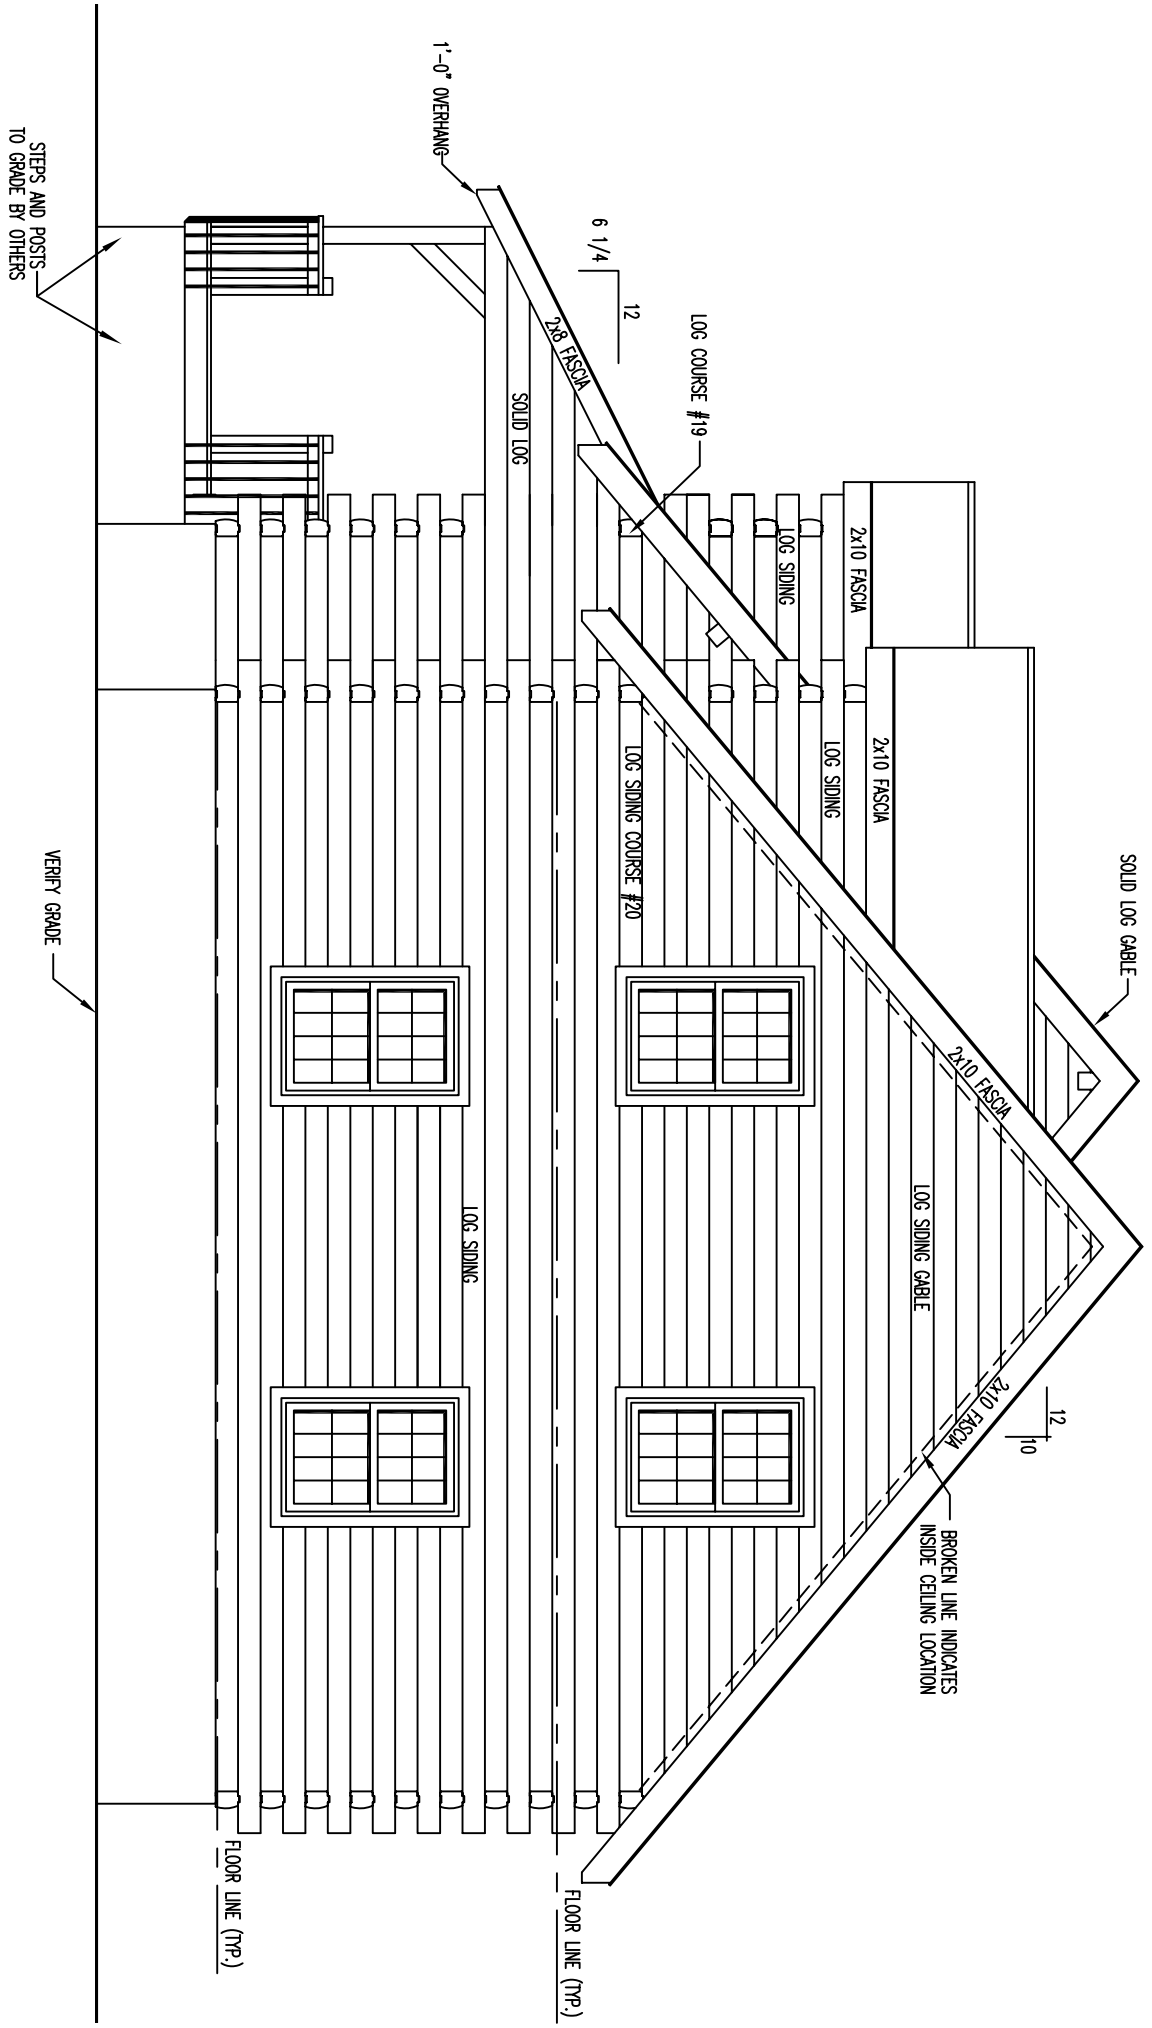 SOLID LOG GABLE
12
10
2x10 FASCIA
2x10 FASCIA
BROKEN LINE INDICATES
INSIDE CEILING LOCATION
LOG SIDING GABLE
2x10 FASCIA
2x10 FASCIA
LOG SIDING
LOG SIDING
LOG COURSE #19
12
6 1/4
LOG SIDING COURSE #20
2x8 FASCIA
SOLID LOG
1'-0" OVERHANG
LOG SIDING
FLOOR LINE (TYP.)
FLOOR LINE (TYP.)
VERIFY GRADE
STEPS AND POSTS
TO GRADE BY OTHERS